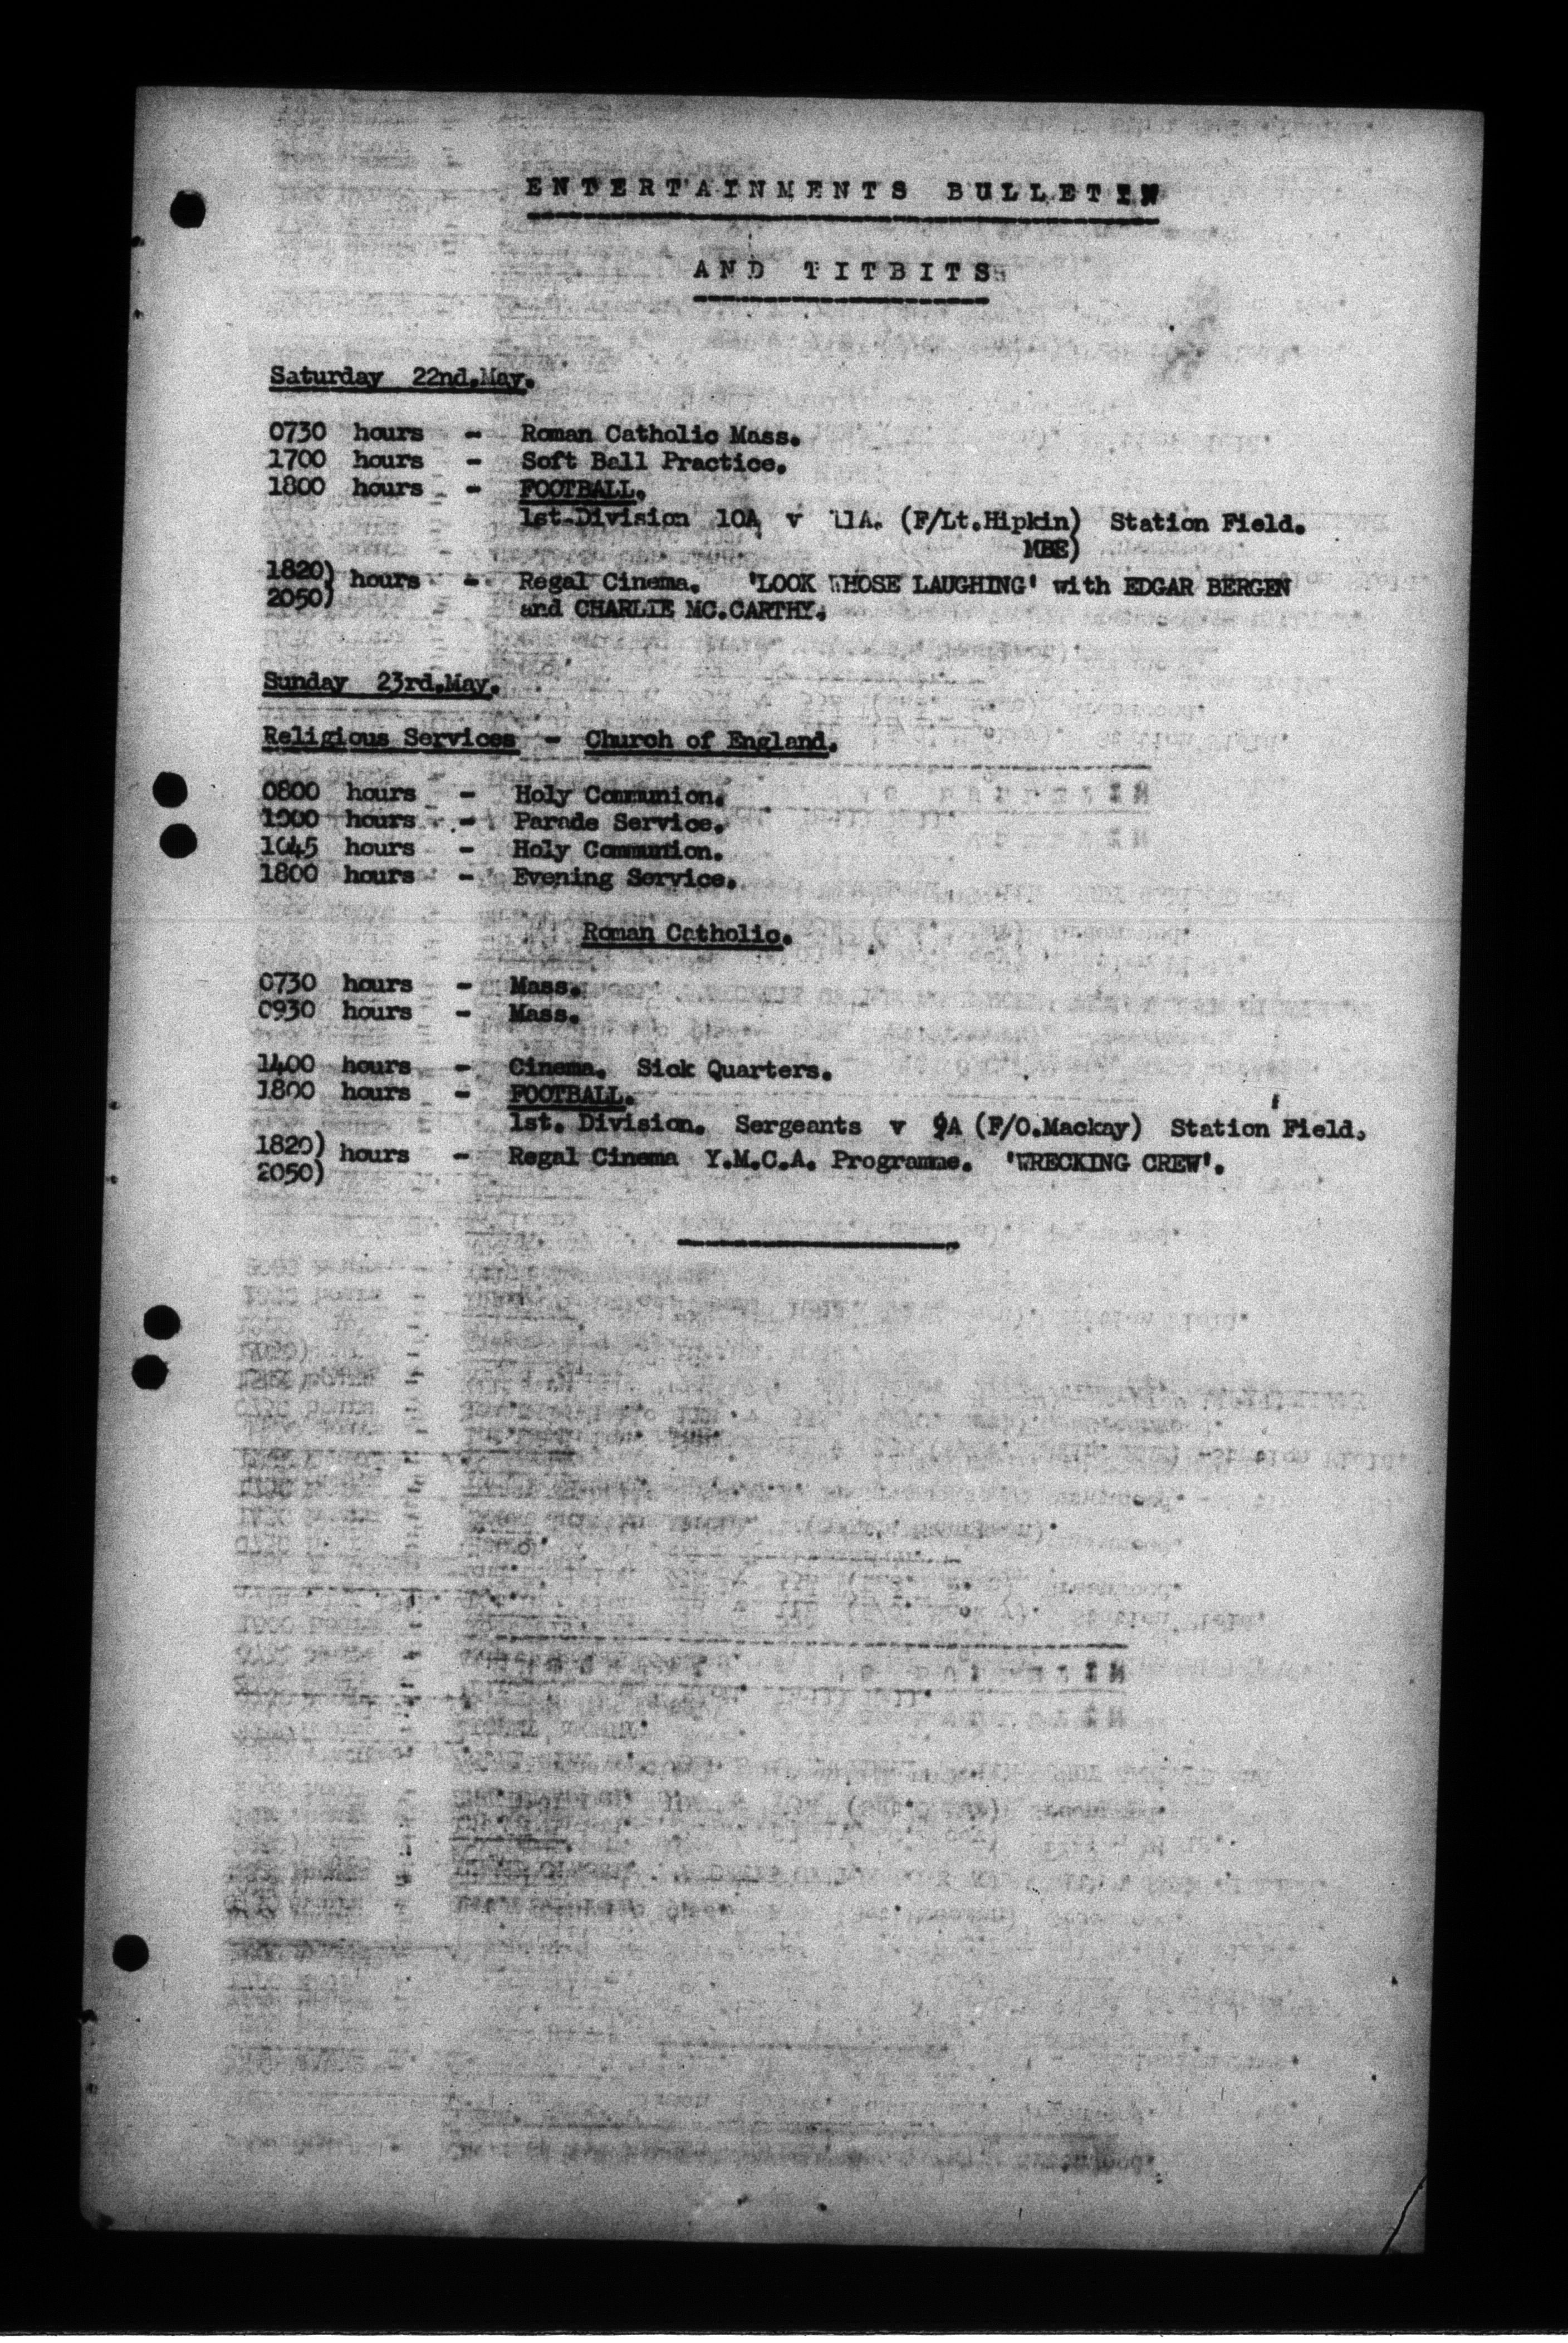 ENTERTAINMENTS BULLETIN
AND TITBITS
Saturday 22nd.May.
0730 hours - Roman Catholic Mass.
1700 hours - Soft Ball Practice.
1800 hours - FOOTBALL.
1st.Division 10A v 11A. (F/Lt.Hipkin) Station Field.
MBE)
1820) hours - Regal Cinema. 'LOOK WHOSE LAUGHING' with EDGAR BERGEN
2050) and CHARLIE MC.CARTHY.
Sunday 23rd.May.
Religious Services - Church of England.
0800 hours - Holy Communion.
1000 hours - Parade Service.
1045 hours - Holy Communion.
1800 hours - Evening Service.
Roman Catholic.
0730 hours - Mass.
0930 hours - Mass.
1400 hours - Cinema. Sick Quarters.
1800 hours - FOOTBALL.
1st. Division. Sergeants v 9A (F/O.Mackay) Station Field.
1820) hours - Regal Cinema Y.M.C.A. Programme. 'WRECKING CREW'.
2050)